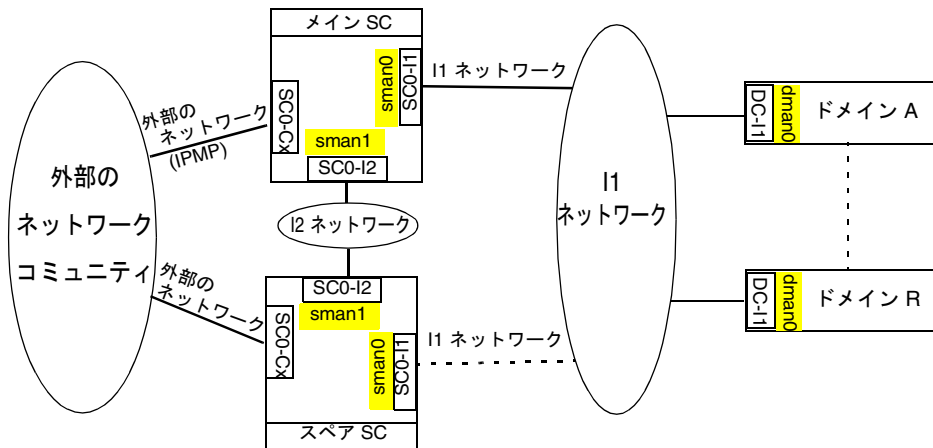 メイン SC
sman0
SC0-I1
I1 ネットワーク
SC0-Cx
sman1
SC0-I2
外部の
ネットワーク
(IPMP)
外部の
ネットワーク
コミュニティ
I2 ネットワーク
I1
ネットワーク
DC-I1
dman0
ドメイン A
外部の
ネットワーク
SC0-I2
sman1
SC0-Cx
sman0
SC0-I1
I1 ネットワーク
スペア SC
DC-I1
dman0
ドメイン R